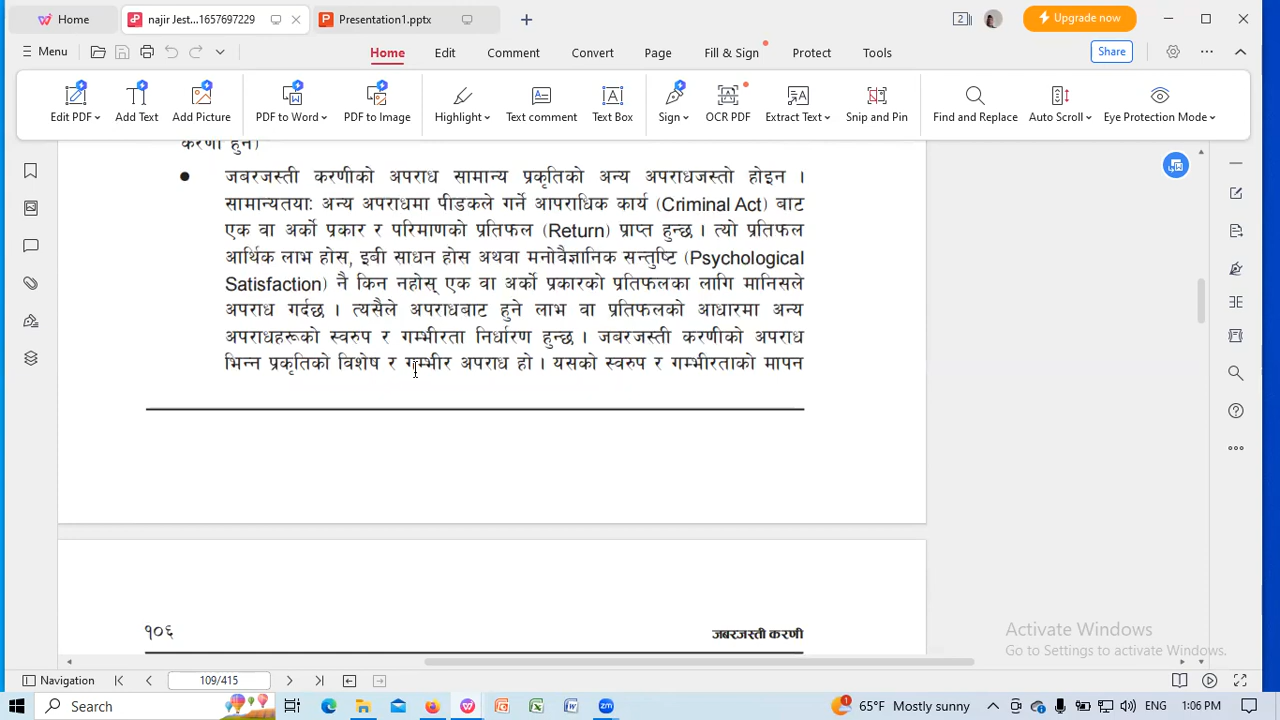 Home
najir Jest...1657697229
Presentation1.pptx
2
Upgrade now
Menu
Home
Edit
Comment
Convert
Page
Fill & Sign
Protect
Tools
Share
Edit PDF
Add Text
Add Picture
PDF to Word
PDF to Image
Highlight
Text comment
Text Box
Sign
OCR PDF
Extract Text
Snip and Pin
Find and Replace
Auto Scroll
Eye Protection Mode
करणी हुन्)
● जबरजस्ती करणीको अपराध सामान्य प्रकृतिको अन्य अपराधजस्तो होइन ।
सामान्यतयाः अन्य अपराधमा पीडकले गर्ने आपराधिक कार्य (Criminal Act) बाट
एक वा अर्को प्रकार र परिमाणको प्रतिफल (Return) प्राप्त हुन्छ । त्यो प्रतिफल
आर्थिक लाभ होस, इबी साधन होस अथवा मनोवैज्ञानिक सन्तुष्टि (Psychological
Satisfaction) नै किन नहोस् एक वा अर्को प्रकारको प्रतिफलका लागि मानिसले
अपराध गर्दछ । त्यसैले अपराधबाट हुने लाभ वा प्रतिफलको आधारमा अन्य
अपराधहरूको स्वरुप र गम्भीरता निर्धारण हुन्छ । जबरजस्ती करणीको अपराध
भिन्न प्रकृतिको विशेष र गम्भीर अपराध हो । यसको स्वरुप र गम्भीरताको मापन
१०६
जबरजस्ती करणी
Activate Windows
Go to Settings to activate Windows.
Navigation
109/415
Search
1
65°F Mostly sunny
ENG
1:06 PM